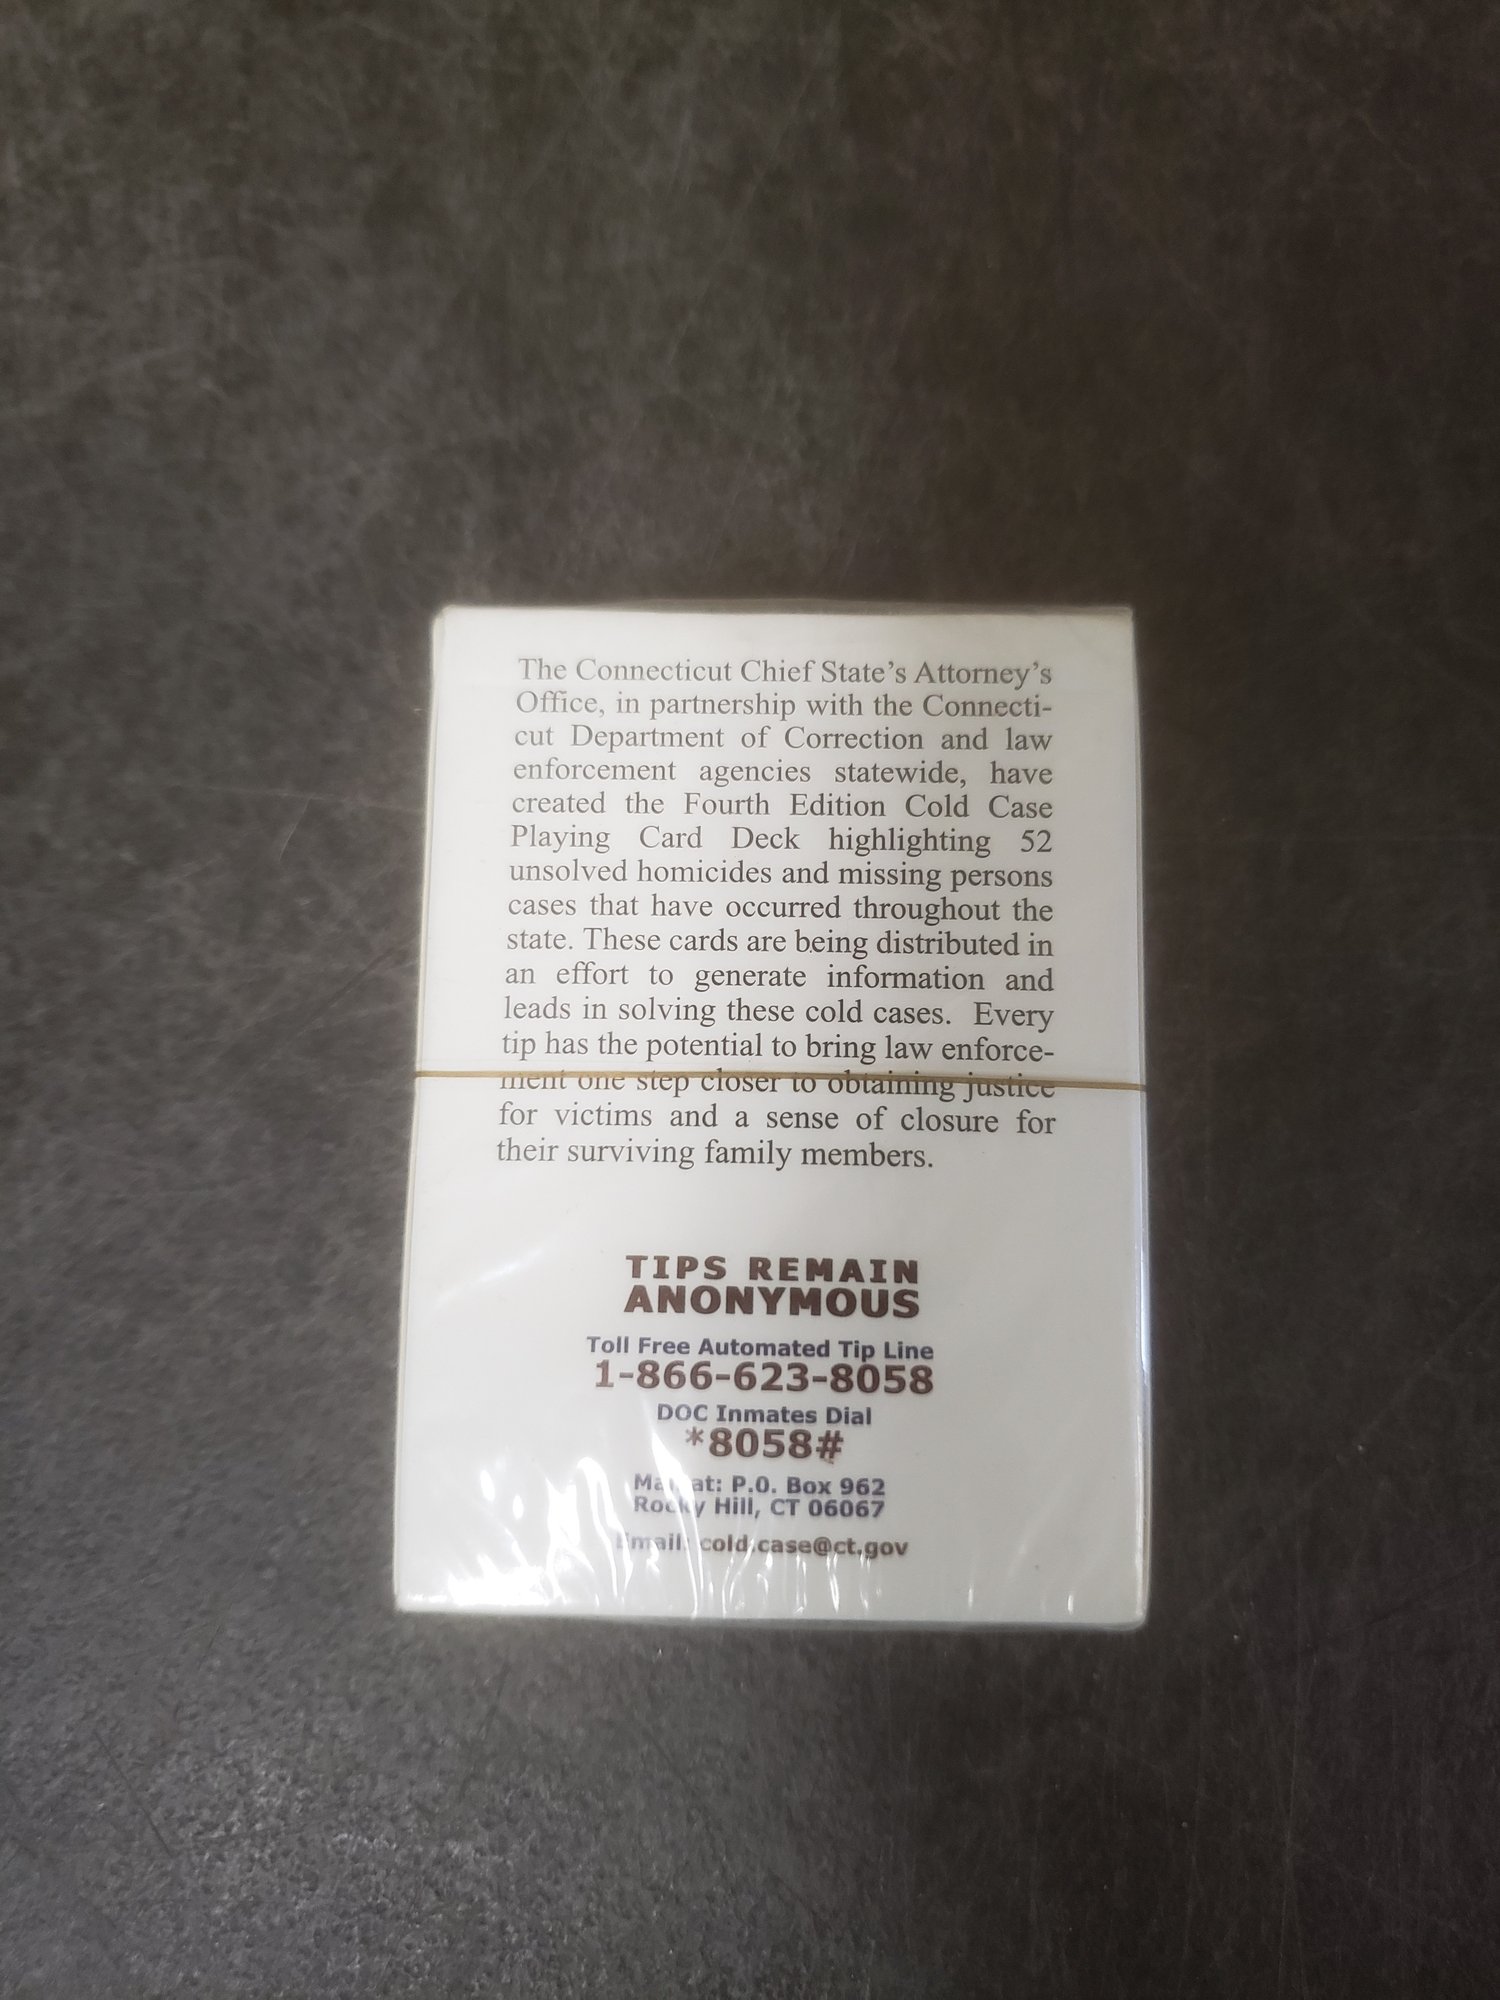 The Connecticut Chief State's Attorney's
Office, in partnership with the Connecti-
cut Department of Correction and law
enforcement agencies statewide, have
created the Fourth Edition Cold Case
Playing Card Deck highlighting 52
unsolved homicides and missing persons
cases that have occurred throughout the
state. These cards are being distributed in
an effort to generate information and
leads in solving these cold cases. Every
tip has the potential to bring law enforce-
ment one step closer to obtaining justice
for victims and a sense of closure for
their surviving family members.
TIPS REMAIN
ANONYMOUS
Toll Free Automated Tip Line
1-866-623-8058
DOC Inmates Dial
*8058#
Mail at: P.O. Box 962
Rocky Hill, CT 06067
Email: cold.case@ct.gov